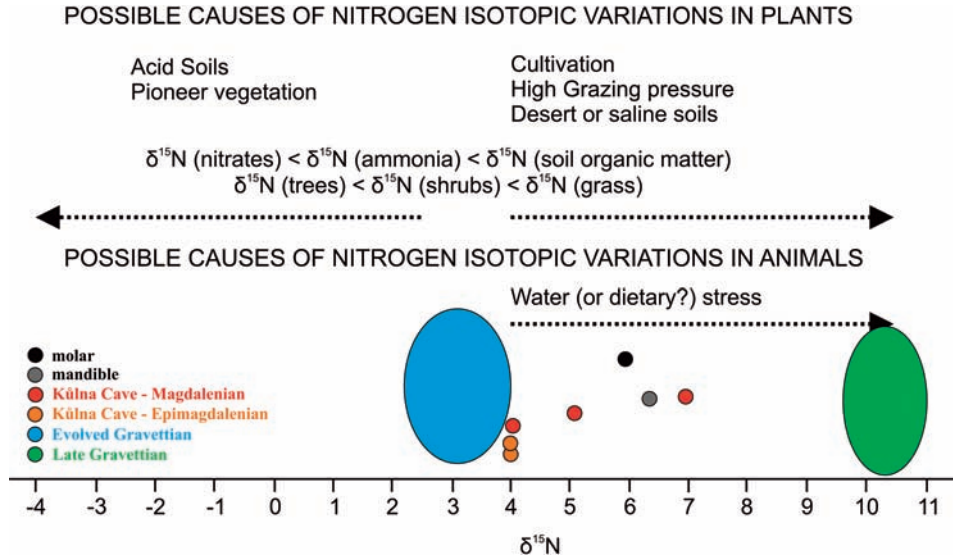 POSSIBLE CAUSES OF NITROGEN ISOTOPIC VARIATIONS IN PLANTS
Acid Soils
Pioneer vegetation
Cultivation
High Grazing pressure
Desert or saline soils
δ¹⁵N (nitrates) < δ¹⁵N (ammonia) < δ¹⁵N (soil organic matter)
δ¹⁵N (trees) < δ¹⁵N (shrubs) < δ¹⁵N (grass)
POSSIBLE CAUSES OF NITROGEN ISOTOPIC VARIATIONS IN ANIMALS
Water (or dietary?) stress
molar
mandible
Kůlna Cave - Magdalenian
Kůlna Cave - Epimagdalenian
Evolved Gravettian
Late Gravettian
-4 -3 -2 -1 0 1 2 3 4 5 6 7 8 9 10 11
δ¹⁵N